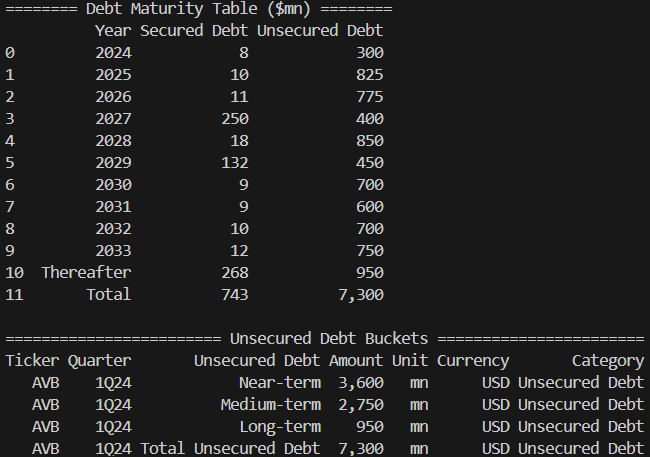 ======== Debt Maturity Table ($mn) ========
Year Secured Debt Unsecured Debt
0 2024 8 300
1 2025 10 825
2 2026 11 775
3 2027 250 400
4 2028 18 850
5 2029 132 450
6 2030 9 700
7 2031 9 600
8 2032 10 700
9 2033 12 750
10 Thereafter 268 950
11 Total 743 7,300
======================== Unsecured Debt Buckets =======================
Ticker Quarter Unsecured Debt Amount Unit Currency Category
AVB 1Q24 Near-term 3,600 mn USD Unsecured Debt
AVB 1Q24 Medium-term 2,750 mn USD Unsecured Debt
AVB 1Q24 Long-term 950 mn USD Unsecured Debt
AVB 1Q24 Total Unsecured Debt 7,300 mn USD Unsecured Debt